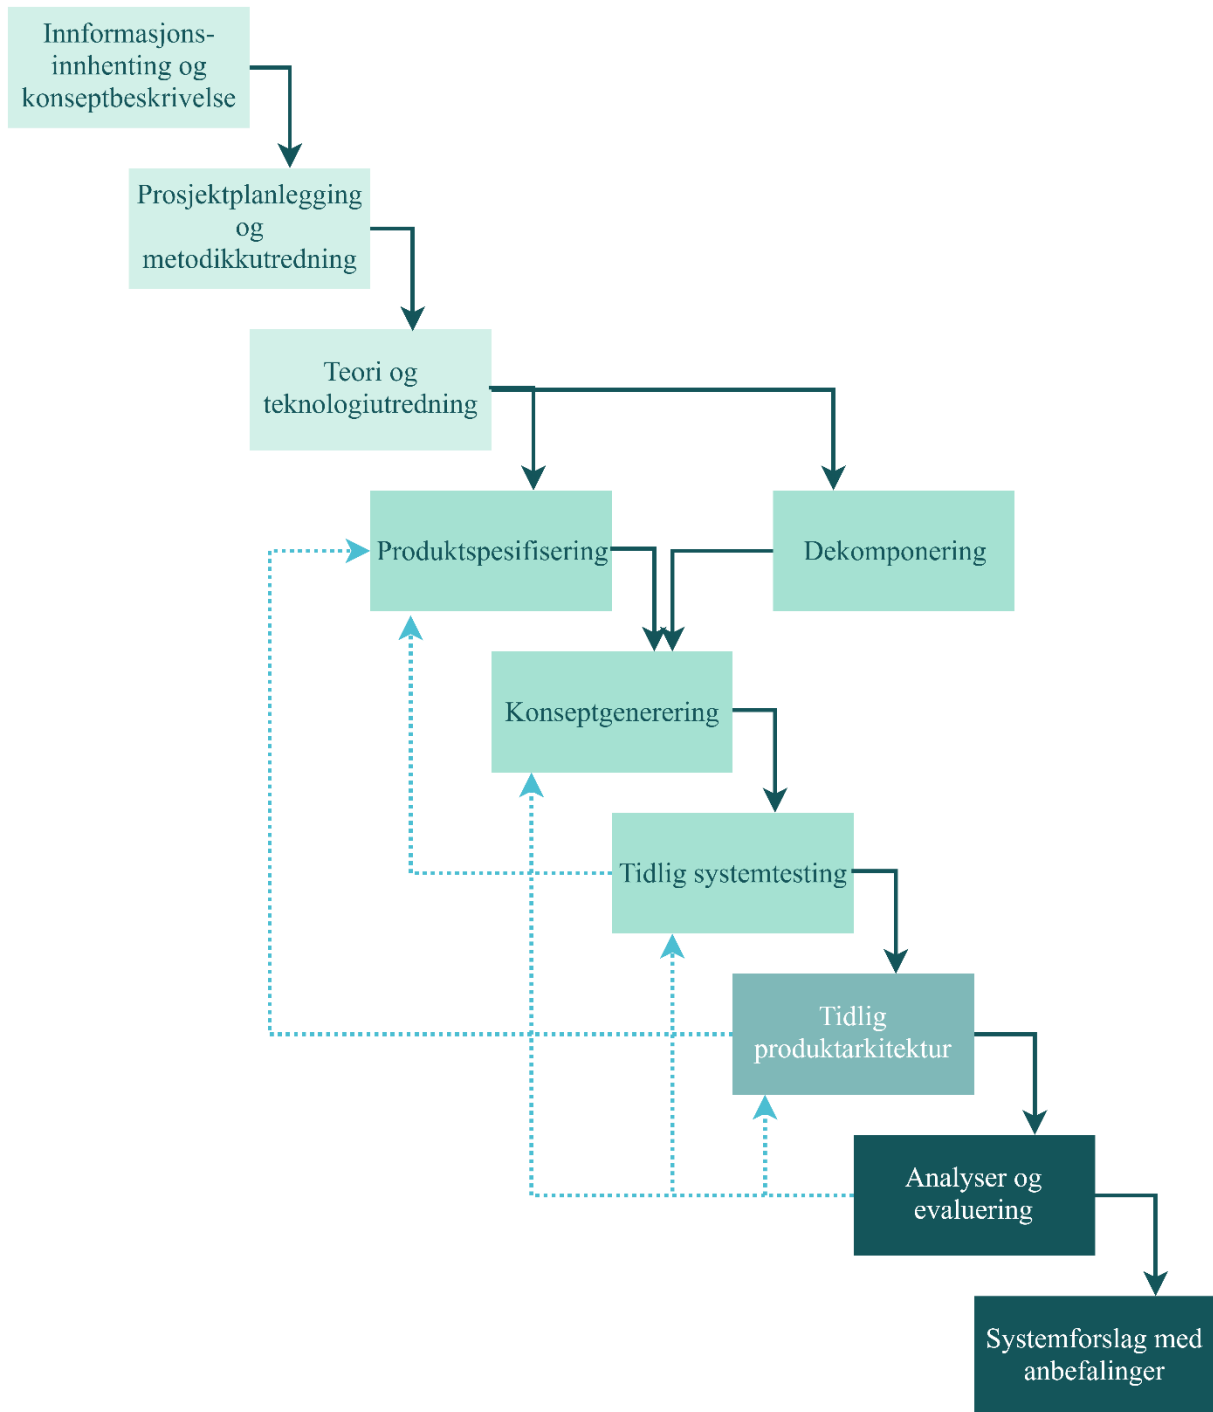 Innformasjons-
innhenting og
konseptbeskrivelse
Prosjektplanlegging
og
metodikkutredning
Teori og
teknologiutredning
Produktspesifisering
Dekomponering
Konseptgenerering
Tidlig systemtesting
Tidlig
produktarkitektur
Analyser og
evaluering
Systemforslag med
anbefalinger